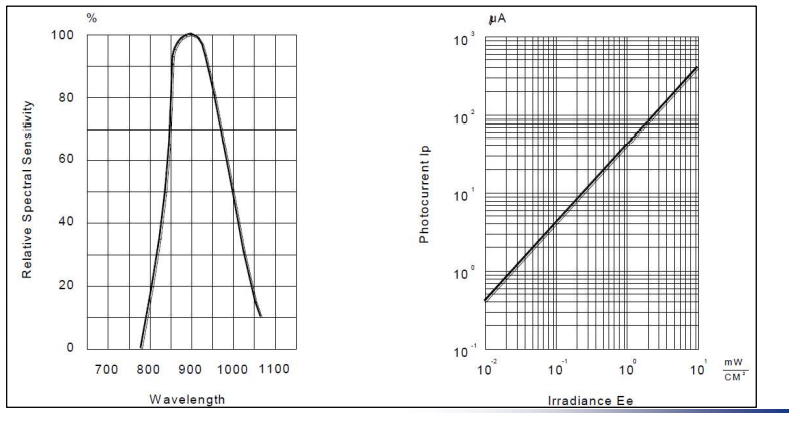 %
100
80
60
40
20
0
700 800 900 1000 1100
Relative Spectral Sensitivity
Wavelength
µA
10³
10²
10¹
10⁰
10⁻¹
10⁻² 10⁻¹ 10⁰ 10¹
mW
CM²
Photocurrent Ip
Irradiance Ee